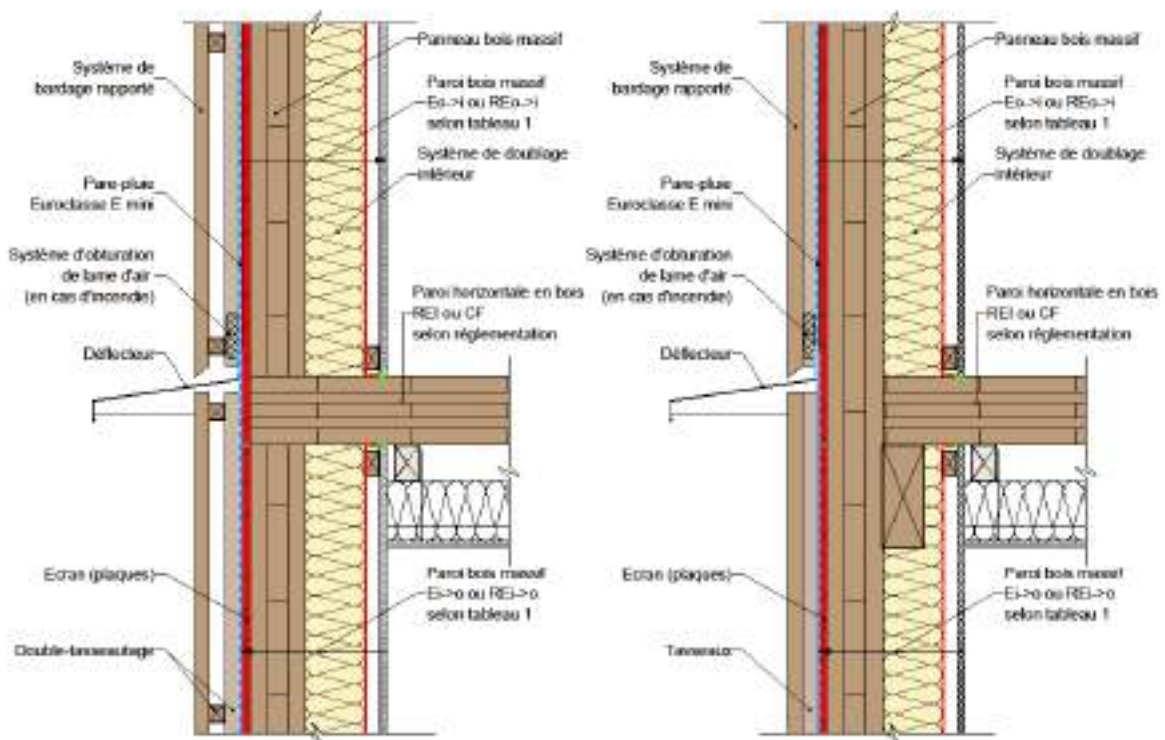 Panneau bois massif
Système de
bardage rapporté
Paroi bois massif
Eo->i ou REo->i
selon tableau 1
Système de doublage
intérieur
Pare-pluie
Euroclasse E mini
Système d'obturation
de lame d'air
(en cas d'incendie)
Paroi horizontale en bois
REI ou CF
selon réglementation
Déflecteur
Ecran (plaques)
Paroi bois massif
Ei->o ou REi->o
selon tableau 1
Double-tasseautage
Panneau bois massif
Système de
bardage rapporté
Paroi bois massif
Eo->i ou REo->i
selon tableau 1
Système de doublage
intérieur
Pare-pluie
Euroclasse E mini
Système d'obturation
de lame d'air
(en cas d'incendie)
Paroi horizontale en bois
REI ou CF
selon réglementation
Déflecteur
Ecran (plaques)
Paroi bois massif
Ei->o ou REi->o
selon tableau 1
Tasseaux